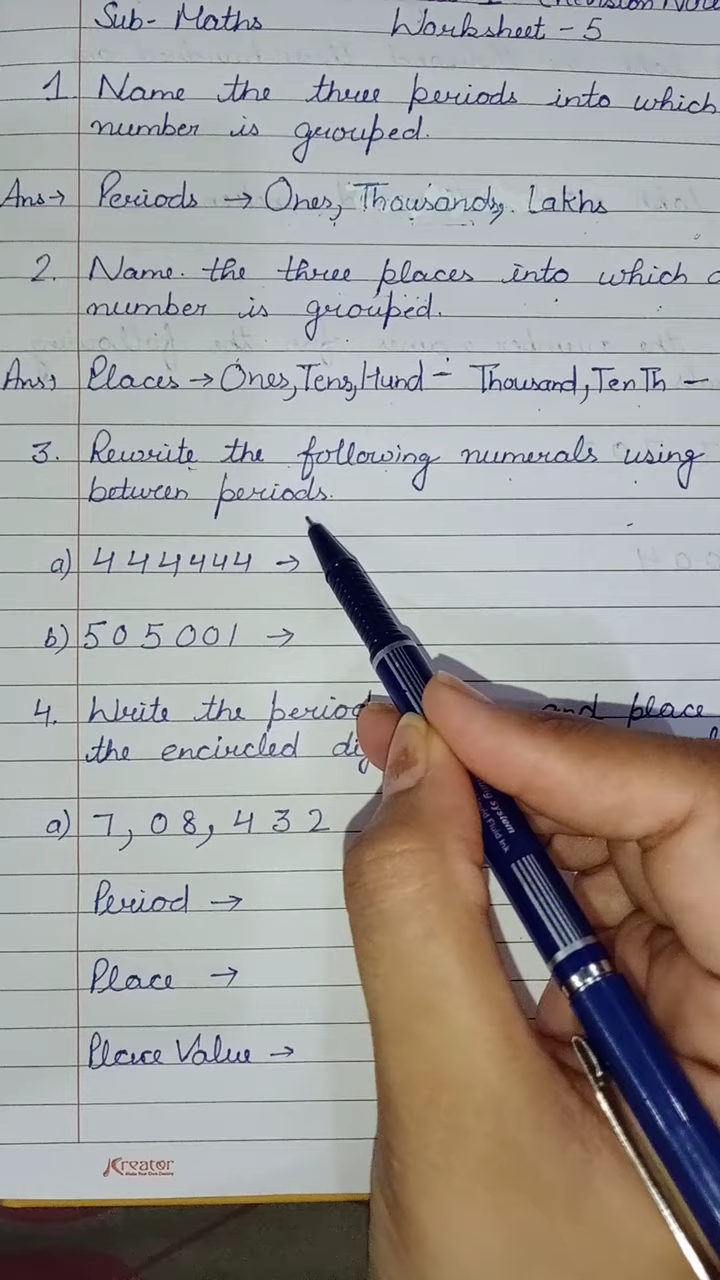 Sub- Maths Worksheet - 5
1. Name the three periods into which
number is grouped.
Ans→ Periods → Ones, Thousands, Lakhs
2. Name. the three places into which a
number is grouped.
Ans→ Places → Ones, Tens, Hund - Thousand, Ten Th -
3. Rewrite the following numerals using
between periods.
a) 444444 →
b) 505001 →
4. Write the period and place
the encircled
a) 7,08,432
Period →
Place →
Place Value →
Kreator